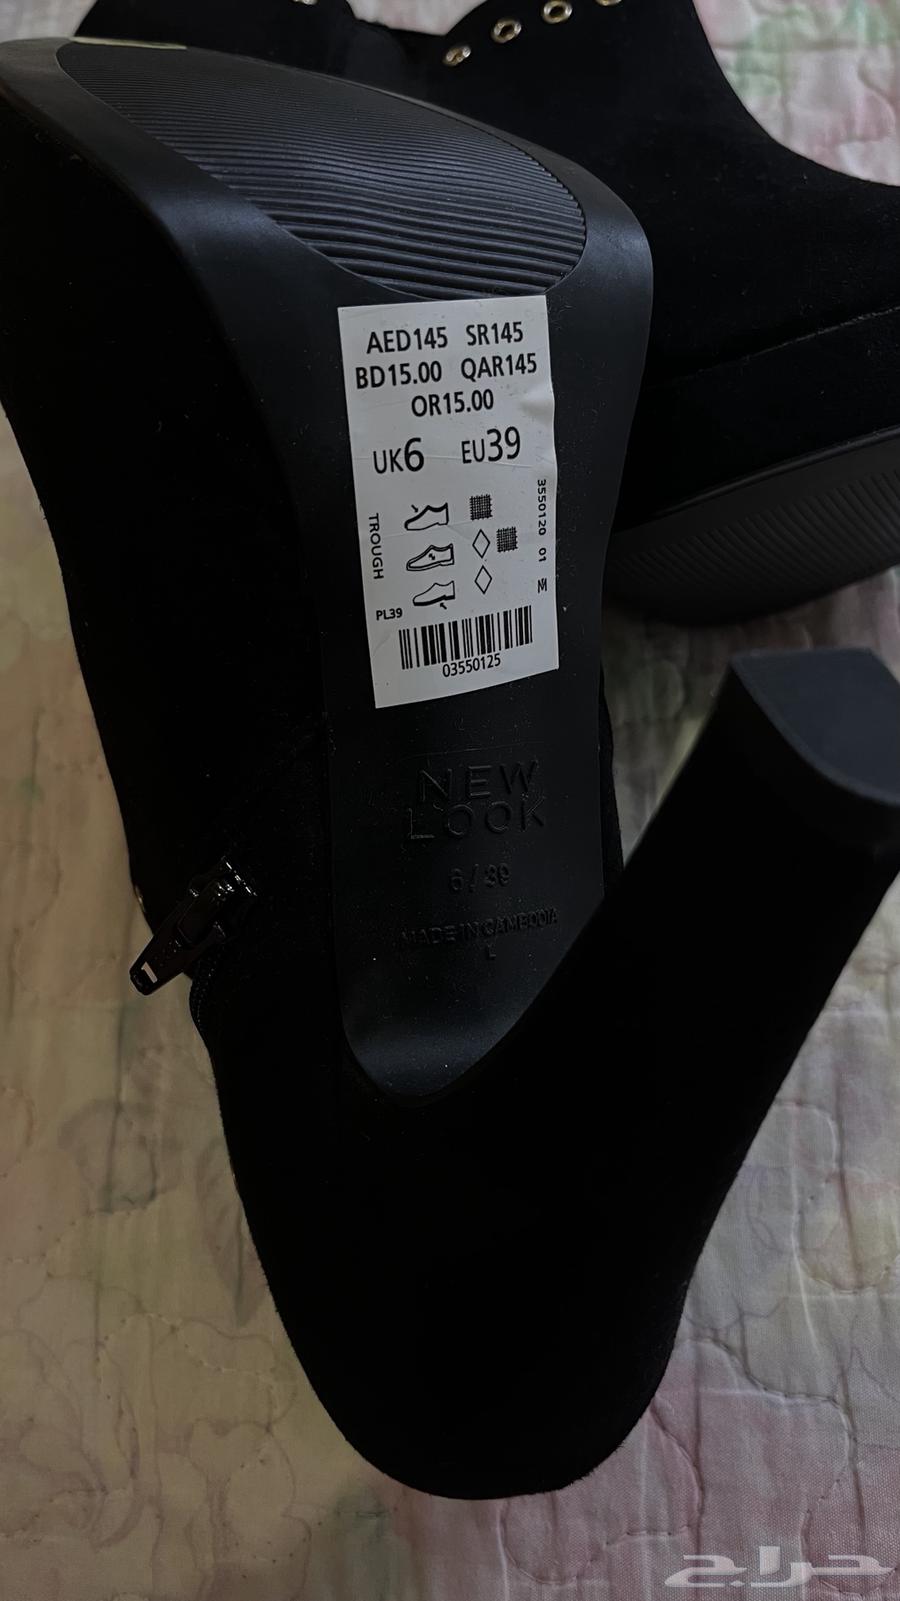 AED145 SR145
BD15.00 QAR145
OR15.00
UK6 EU39
3550120 01
TROUGH
PL39
03550125
NEW
LOOK
6/39
MADE IN CAMBODIA
L
حراج